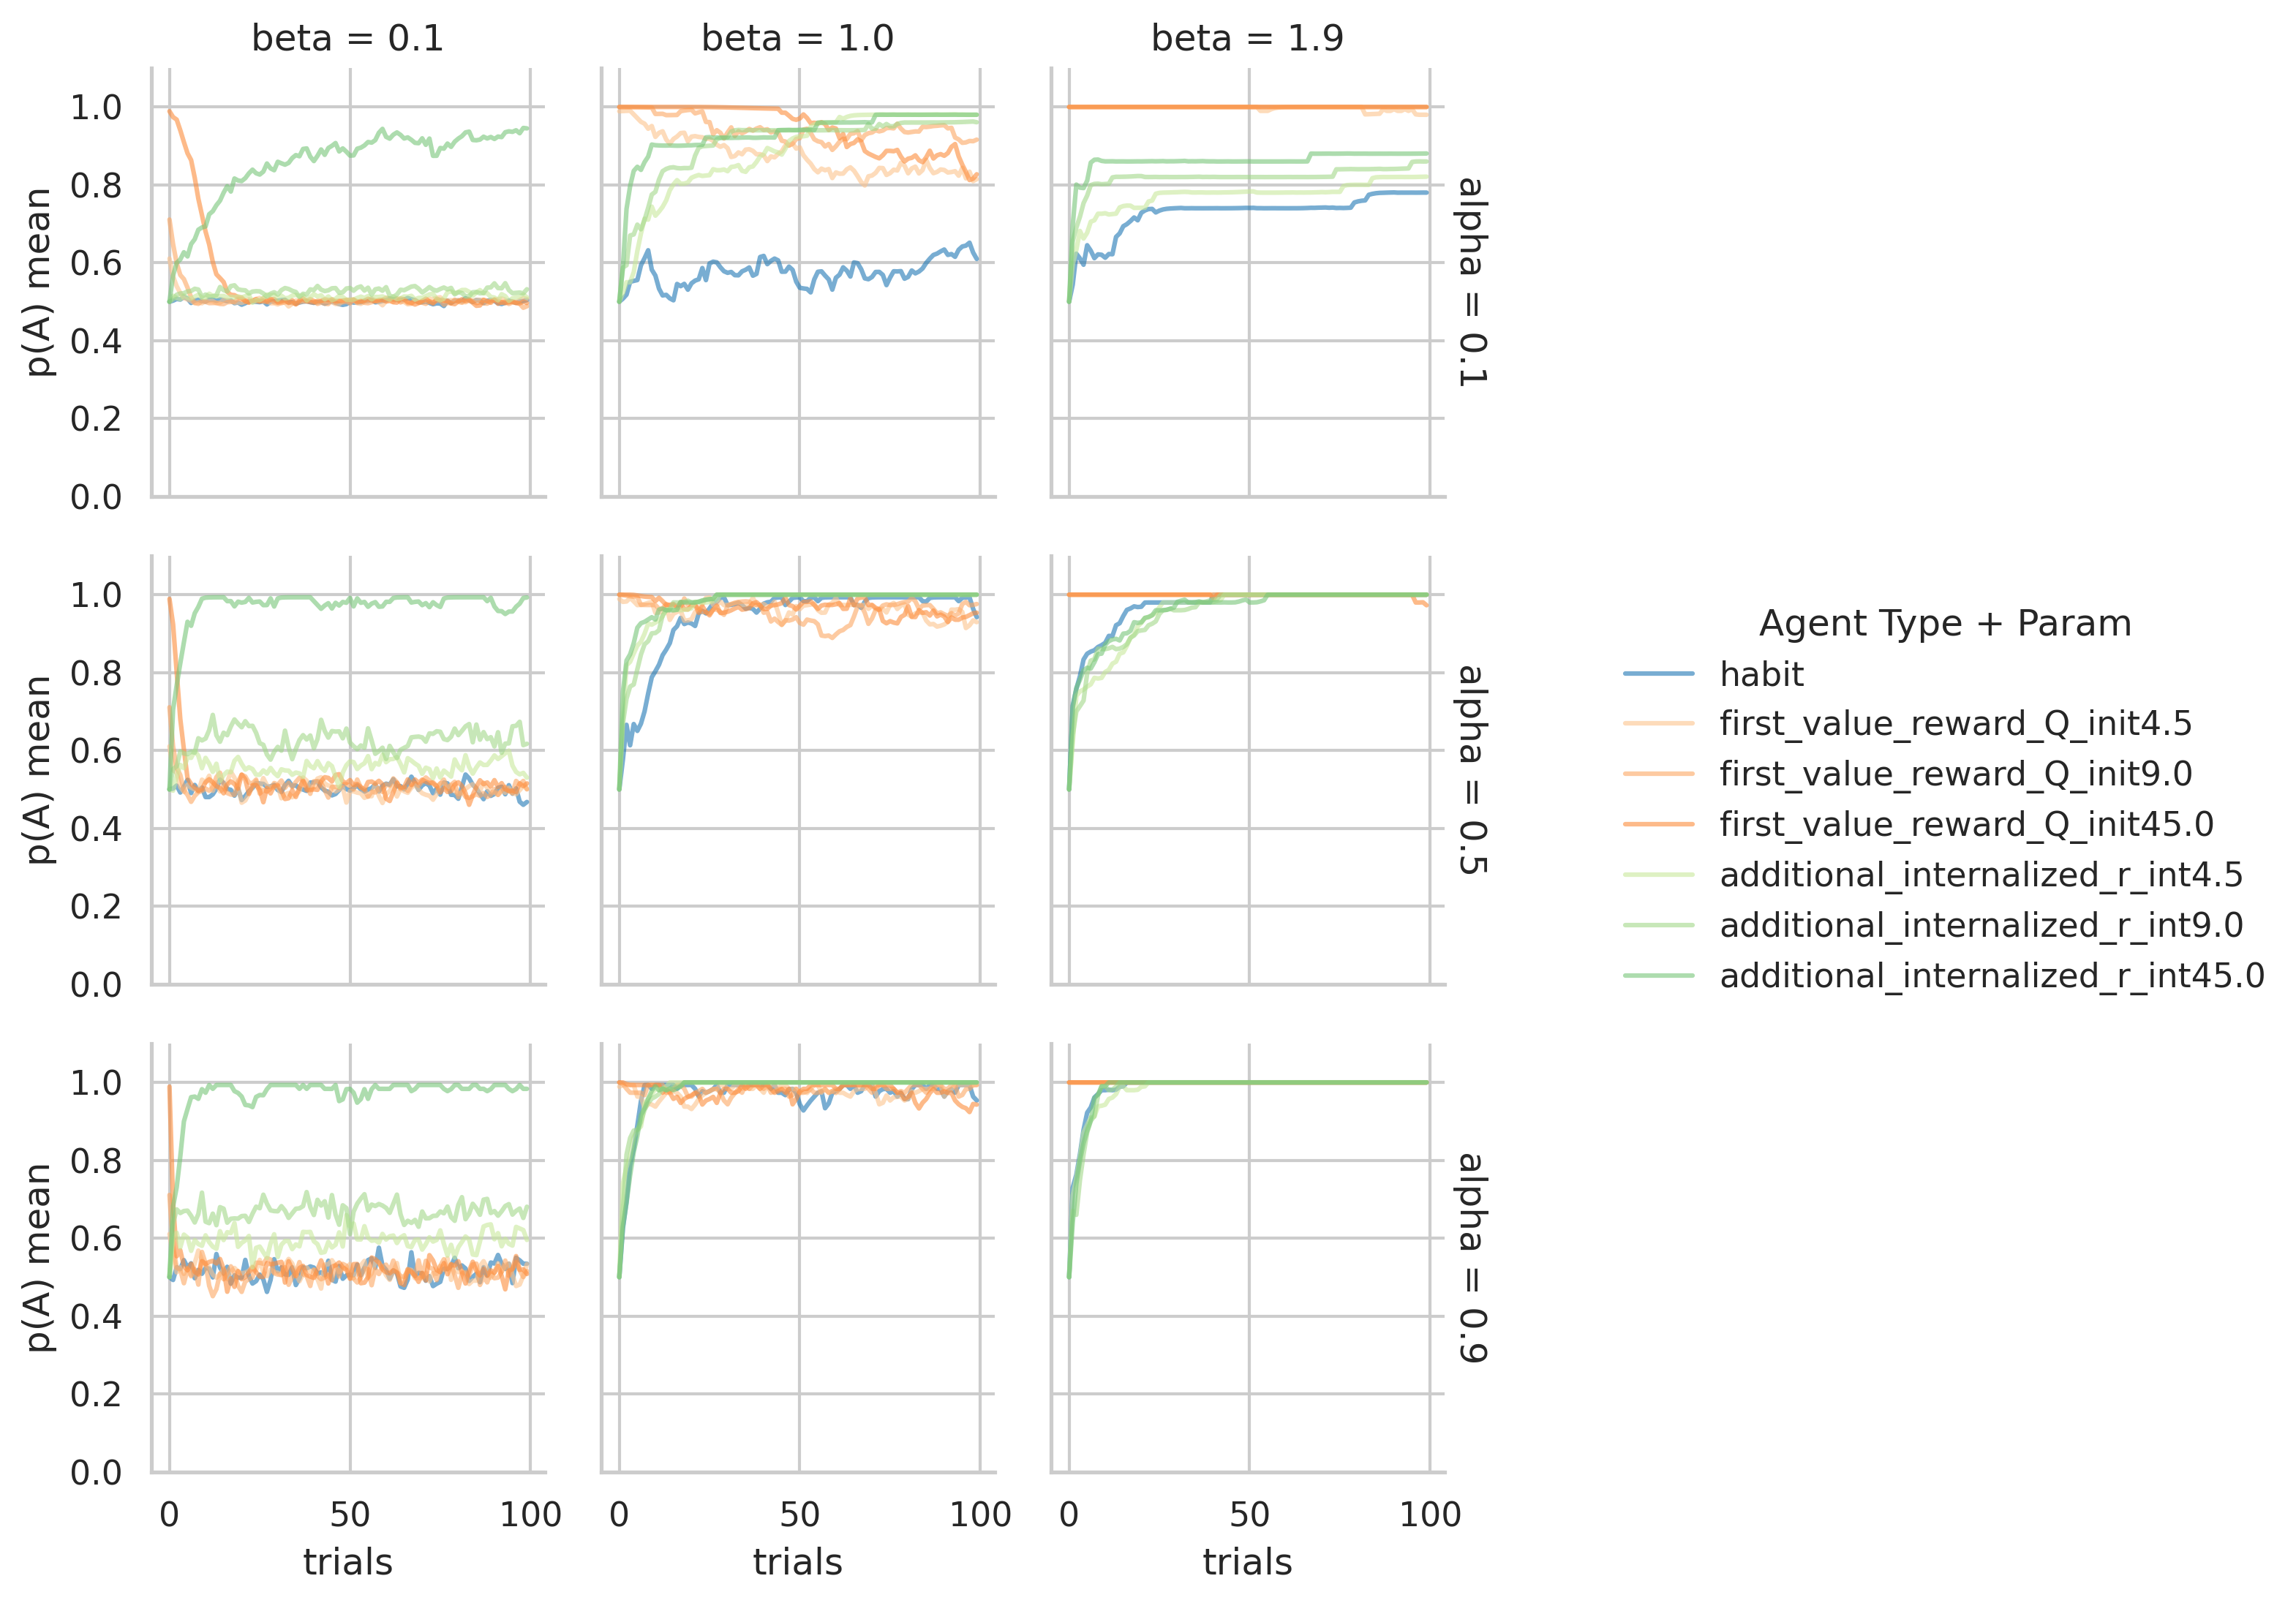 beta = 0.1
beta = 1.0
beta = 1.9
p(A) mean
1.0
0.8
0.6
0.4
0.2
0.0
alpha = 0.1
p(A) mean
1.0
0.8
0.6
0.4
0.2
0.0
alpha = 0.5
p(A) mean
1.0
0.8
0.6
0.4
0.2
0.0
alpha = 0.9
0 50 100
0 50 100
0 50 100
trials
trials
trials
Agent Type + Param
habit
first_value_reward_Q_init4.5
first_value_reward_Q_init9.0
first_value_reward_Q_init45.0
additional_internalized_r_int4.5
additional_internalized_r_int9.0
additional_internalized_r_int45.0